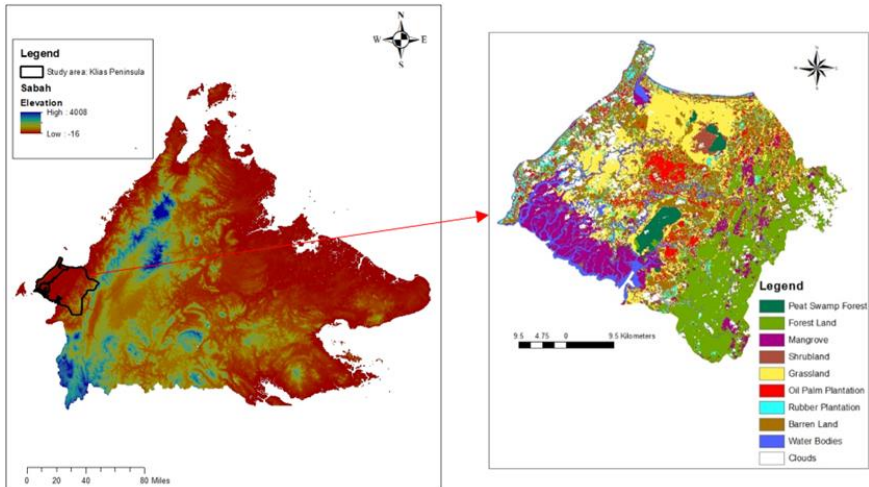 N
W E
S
Legend
Study area: Klias Peninsula
Sabah
Elevation
High : 4008
Low : -16
0 20 40 80 Miles
N
Legend
Peat Swamp Forest
Forest Land
Mangrove
Shrubland
Grassland
Oil Palm Plantation
Rubber Plantation
Barren Land
Water Bodies
Clouds
9.5 4.75 0 9.5 Kilometers